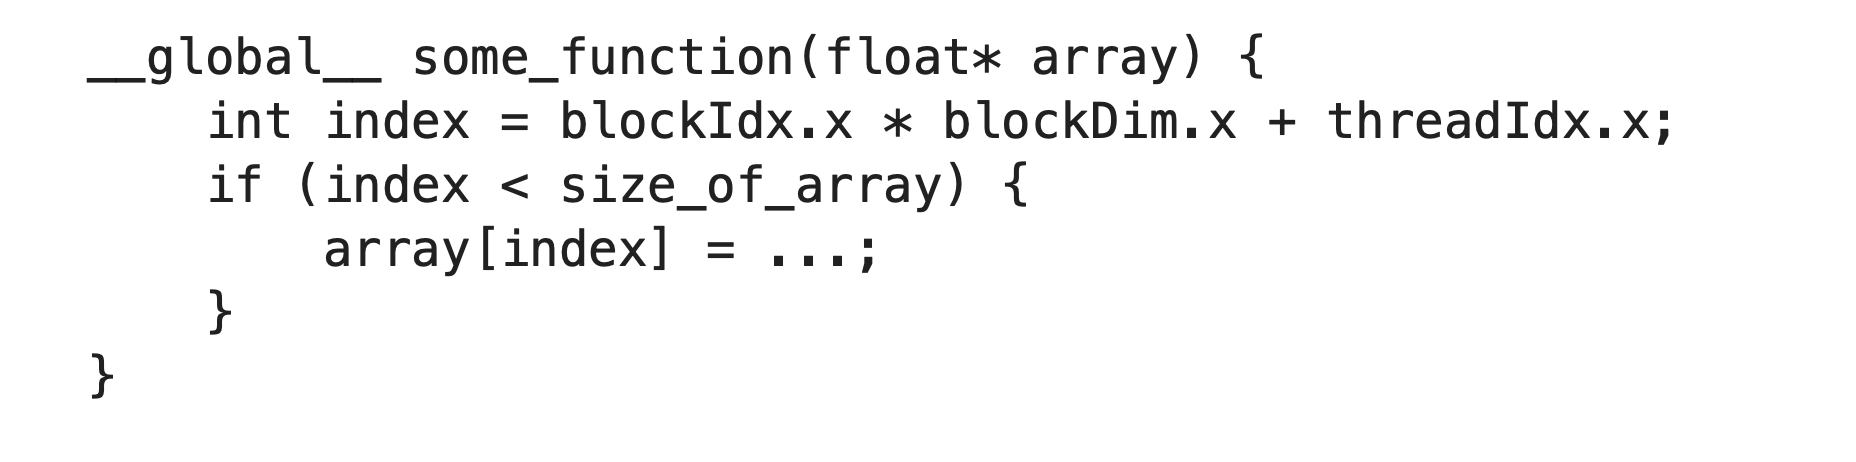 __global__ some_function(float* array) {
    int index = blockIdx.x * blockDim.x + threadIdx.x;
    if (index < size_of_array) {
        array[index] = ...;
    }
}